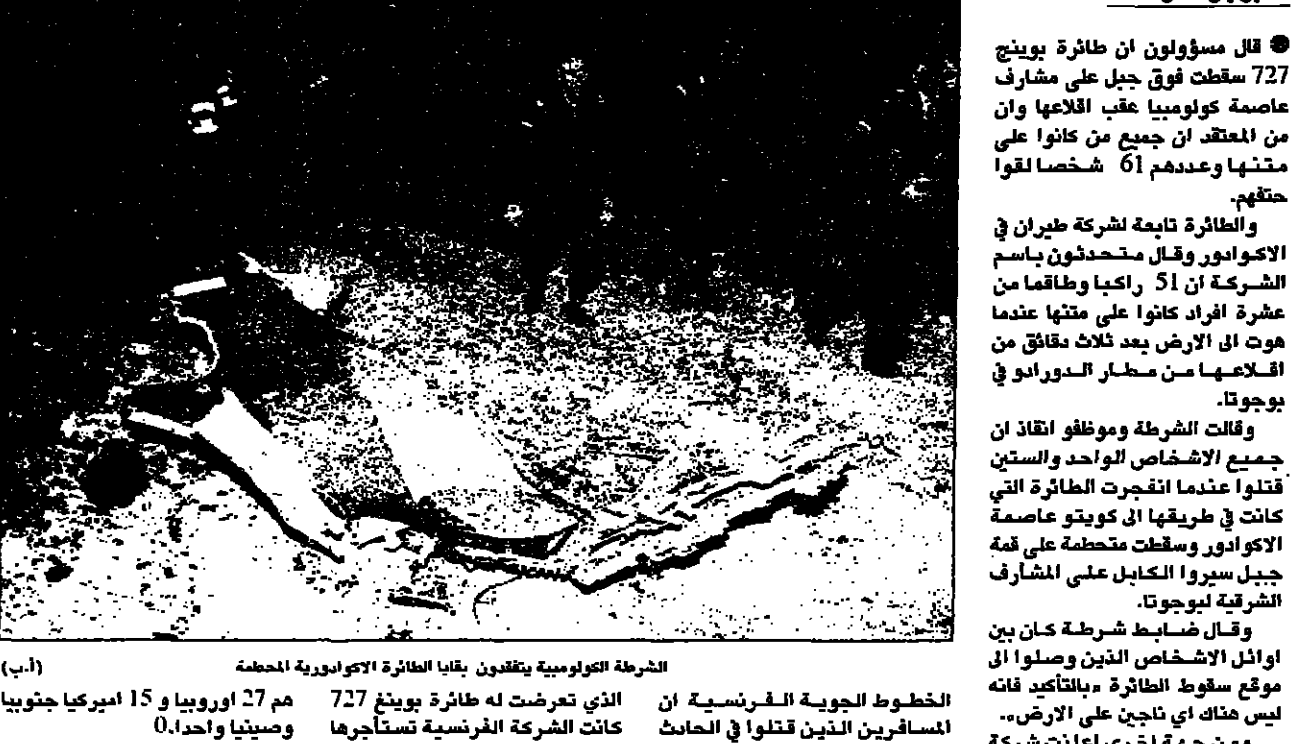 ● قال مسؤولون ان طائرة بوينج
727 سقطت فوق جبل على مشارف
عاصمة كولومبيا عقب اقلاعها وان
من المعتقد ان جميع من كانوا على
متنها وعددهم 61 شخصا لقوا
حتفهم.
والطائرة تابعة لشركة طيران في
الاكوادور وقال متحدثون باسم
الشركة ان 51 راكبا وطاقما من
عشرة افراد كانوا على متنها عندما
هوت الى الارض بعد ثلاث دقائق من
اقلاعها من مطار الدورادو في
بوجوتا.
وقالت الشرطة وموظفو انقاذ ان
جميع الاشخاص الواحد والستين
قتلوا عندما انفجرت الطائرة التي
كانت في طريقها الى كويتو عاصمة
الاكوادور وسقطت متحطمة على قمة
جبل سيروا الكابل على المشارف
الشرقية لبوجوتا.
وقال ضابط شرطة كان بين
اوائل الاشخاص الذين وصلوا الى
موقع سقوط الطائرة «بالتأكيد فانه
ليس هناك اي ناجين على الارض».
ومن جهة اخرى اعلنت شركة
الشرطة الكولومبية يتفقدون بقايا الطائرة الاكوادورية المحطمة (أ.ب)
الخطوط الجوية الفرنسية ان
المسافرين الذين قتلوا في الحادث
الذي تعرضت له طائرة بوينغ 727
كانت الشركة الفرنسية تستأجرها
هم 27 اوروبيا و 15 اميركيا جنوبيا
وصينيا واحدا.0